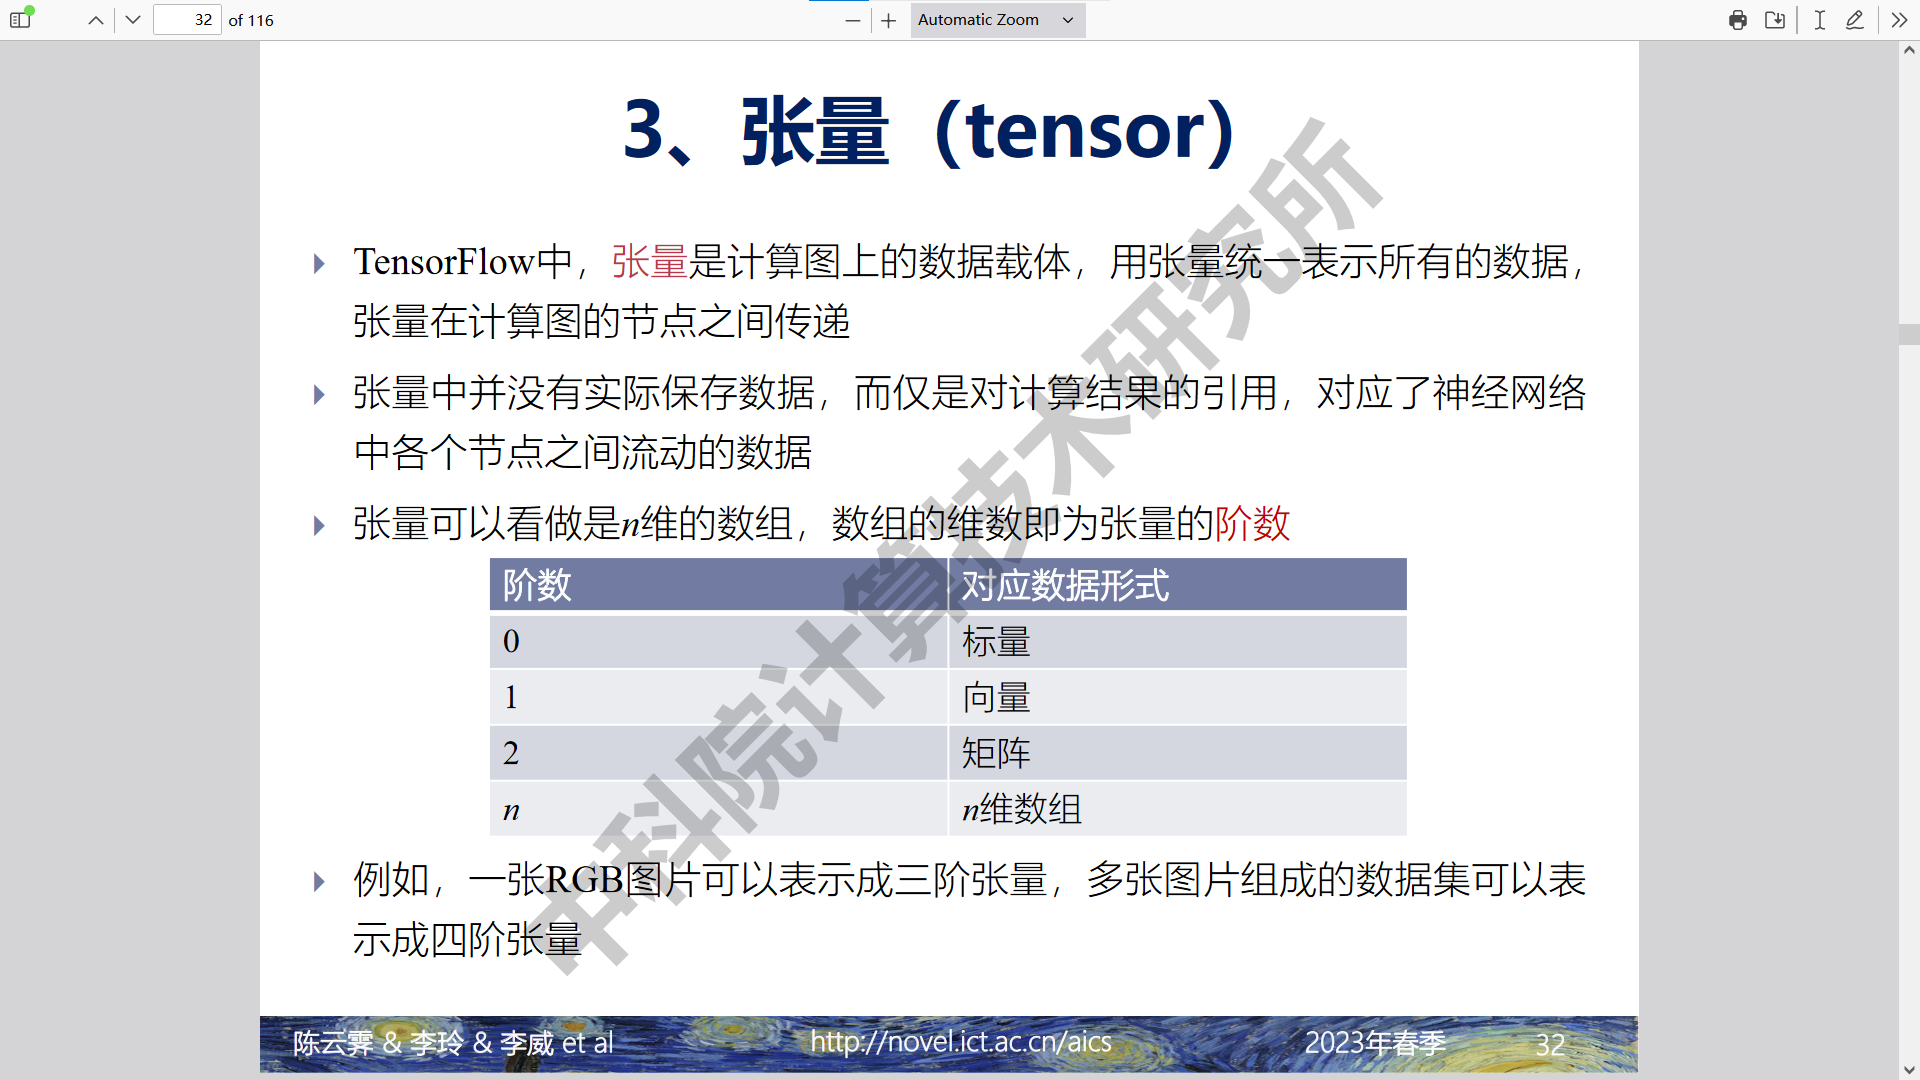 32 of 116
Automatic Zoom
3、张量（tensor）
TensorFlow中，张量是计算图上的数据载体，用张量统一表示所有的数据，
张量在计算图的节点之间传递
张量中并没有实际保存数据，而仅是对计算结果的引用，对应了神经网络
中各个节点之间流动的数据
张量可以看做是n维的数组，数组的维数即为张量的阶数
阶数 对应数据形式
0 标量
1 向量
2 矩阵
n n维数组
例如，一张RGB图片可以表示成三阶张量，多张图片组成的数据集可以表
示成四阶张量
中科院计算技术研究所
陈云霁 & 李玲 & 李威 et al http://novel.ict.ac.cn/aics 2023年春季 32